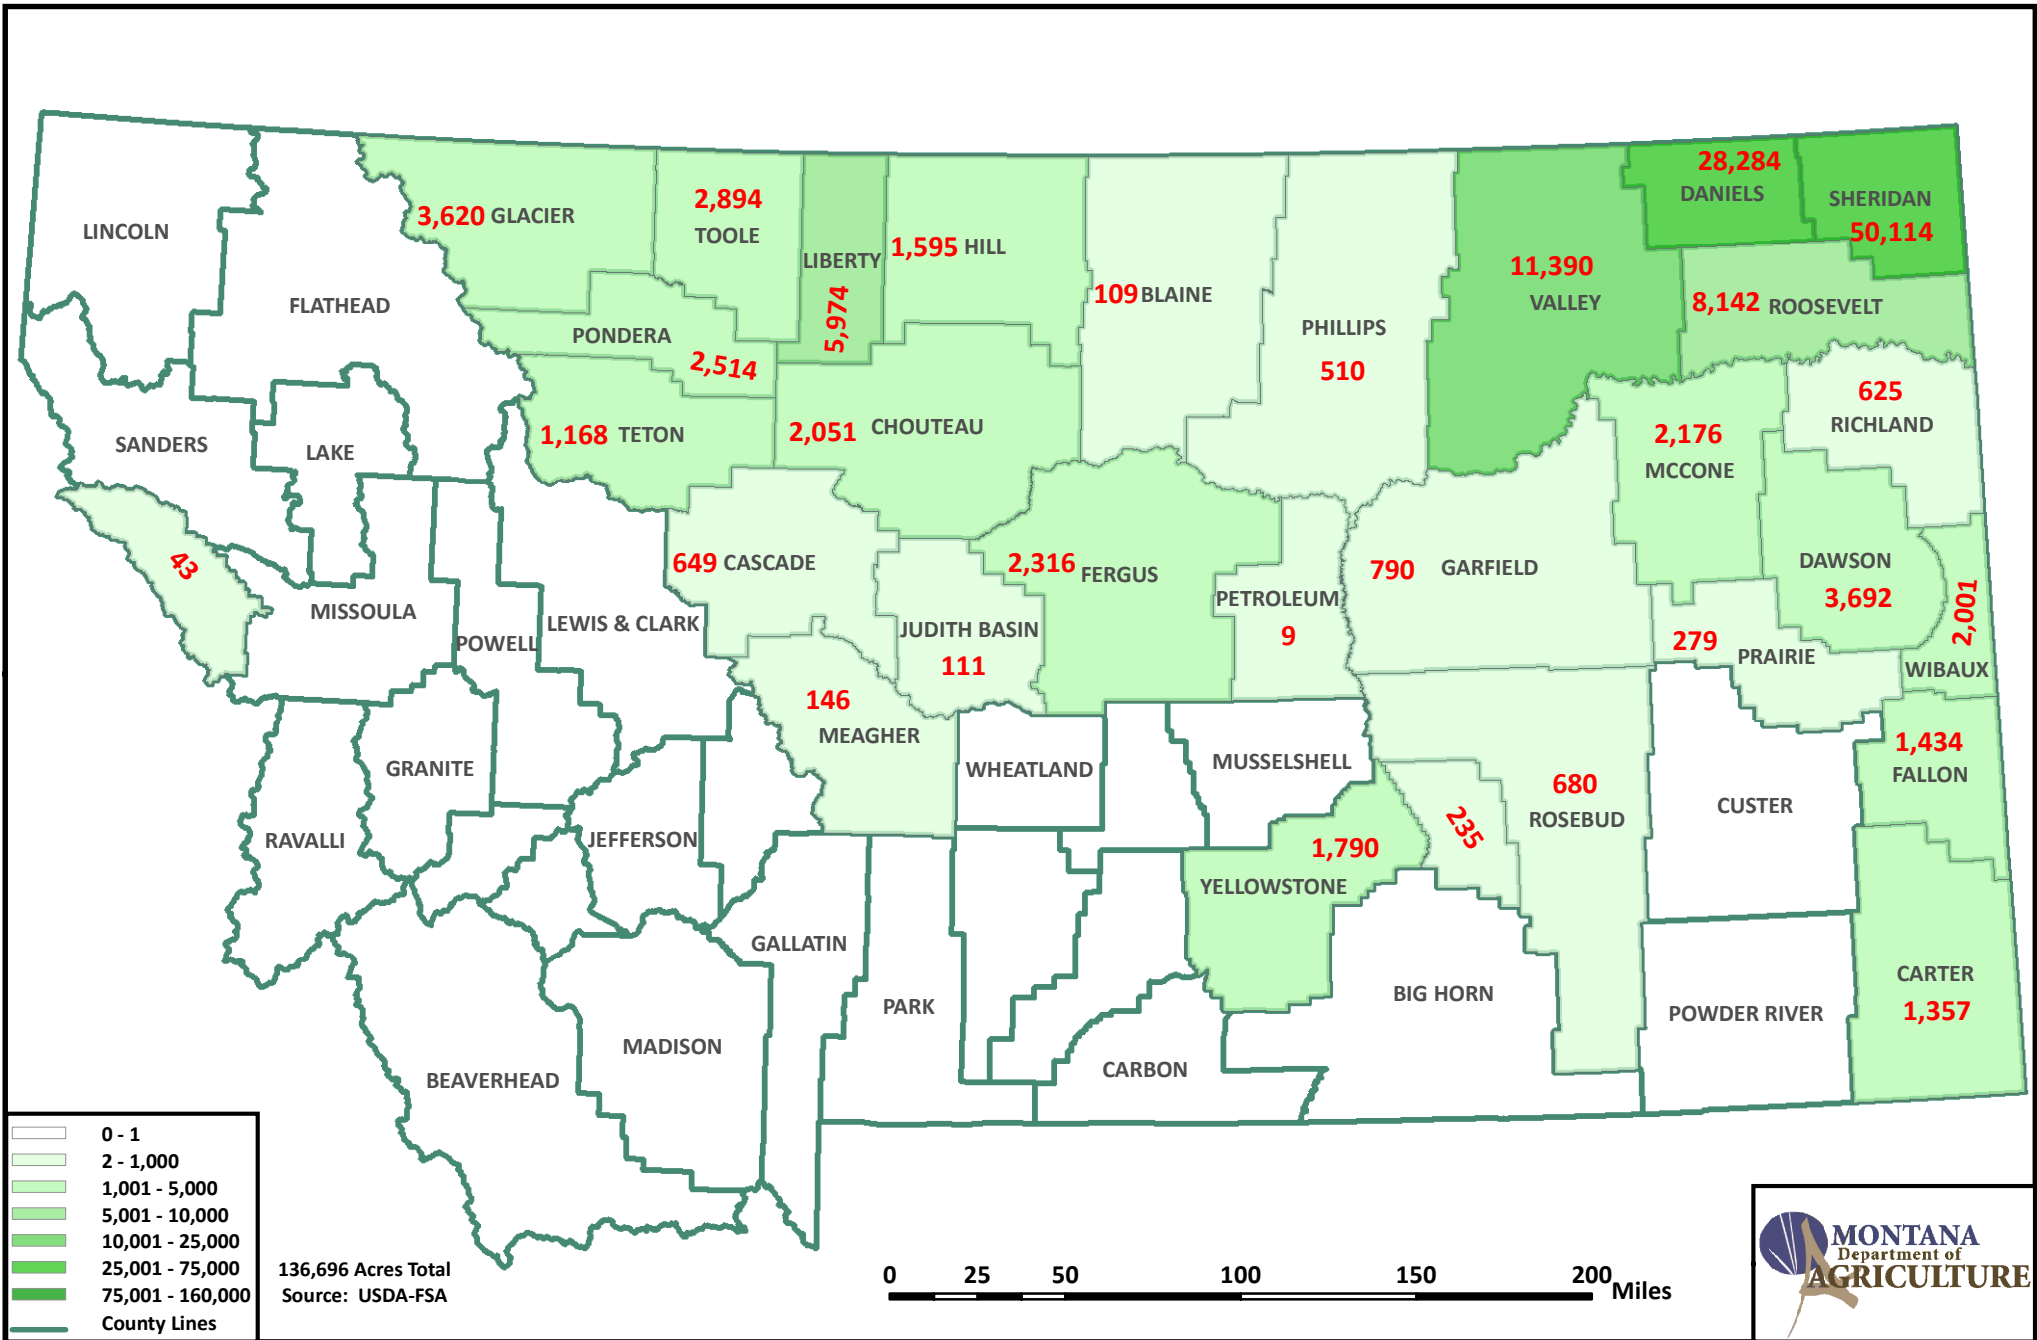 28,284
DANIELS
SHERIDAN
50,114
3,620 GLACIER
2,894
TOOLE
LIBERTY
5,974
1,595 HILL
109 BLAINE
PHILLIPS
510
11,390
VALLEY
8,142 ROOSEVELT
LINCOLN
FLATHEAD
PONDERA
2,514
1,168 TETON
2,051 CHOUTEAU
2,176
MCCONE
625
RICHLAND
SANDERS
LAKE
43
MISSOULA
POWELL
LEWIS & CLARK
649 CASCADE
2,316 FERGUS
JUDITH BASIN
111
PETROLEUM
9
790 GARFIELD
DAWSON
3,692
2,001
WIBAUX
279 PRAIRIE
146
MEAGHER
GRANITE
RAVALLI
JEFFERSON
WHEATLAND
MUSSELSHELL
1,790
YELLOWSTONE
235
680
ROSEBUD
CUSTER
1,434
FALLON
GALLATIN
PARK
MADISON
BEAVERHEAD
CARBON
BIG HORN
POWDER RIVER
CARTER
1,357
0 - 1
2 - 1,000
1,001 - 5,000
5,001 - 10,000
10,001 - 25,000
25,001 - 75,000
75,001 - 160,000
County Lines
136,696 Acres Total
Source: USDA-FSA
0 25 50 100 150 200 Miles
MONTANA
Department of
AGRICULTURE